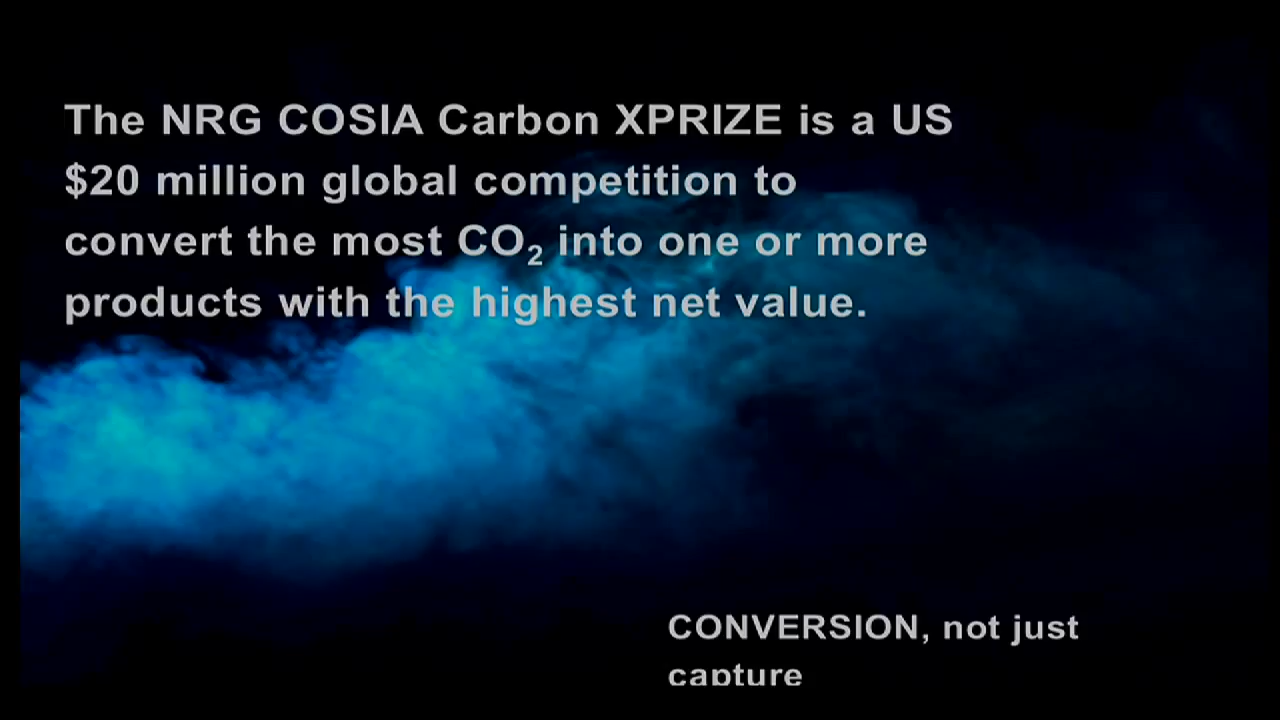 The NRG COSIA Carbon XPRIZE is a US
$20 million global competition to
convert the most CO₂ into one or more
products with the highest net value.
CONVERSION, not just
capture